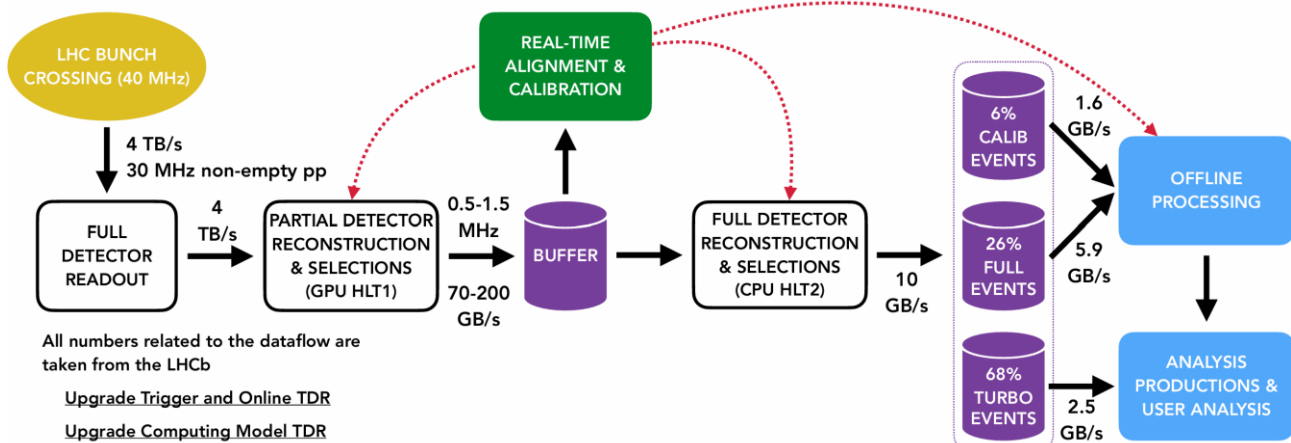 LHC BUNCH
CROSSING (40 MHz)
4 TB/s
30 MHz non-empty pp
FULL
DETECTOR
READOUT
4
TB/s
PARTIAL DETECTOR
RECONSTRUCTION
& SELECTIONS
(GPU HLT1)
0.5-1.5
MHz
70-200
GB/s
REAL-TIME
ALIGNMENT &
CALIBRATION
BUFFER
FULL DETECTOR
RECONSTRUCTION
& SELECTIONS
(CPU HLT2)
10
GB/s
6%
CALIB
EVENTS
26%
FULL
EVENTS
68%
TURBO
EVENTS
1.6
GB/s
5.9
GB/s
2.5
GB/s
OFFLINE
PROCESSING
ANALYSIS
PRODUCTIONS &
USER ANALYSIS
All numbers related to the dataflow are
taken from the LHCb
Upgrade Trigger and Online TDR
Upgrade Computing Model TDR